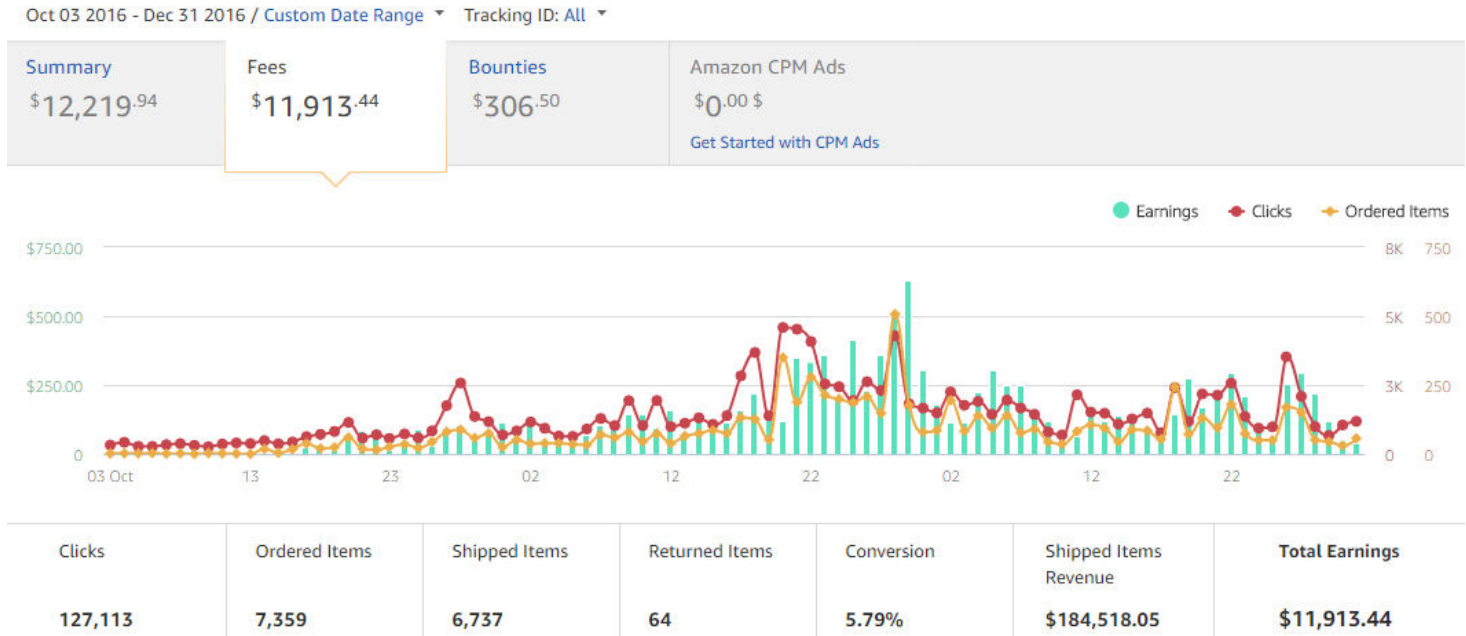 Oct 03 2016 - Dec 31 2016 / Custom Date Range Tracking ID: All
Summary Fees Bounties Amazon CPM Ads
$12,219.94 $11,913.44 $306.50 $0.00 $
Get Started with CPM Ads
Earnings Clicks Ordered Items
$750.00 8K 750
$500.00 5K 500
$250.00 3K 250
0 0 0
03 Oct 13 23 02 12 22 02 12 22
Clicks Ordered Items Shipped Items Returned Items Conversion Shipped Items Total Earnings
Revenue
127,113 7,359 6,737 64 5.79% $184,518.05 $11,913.44